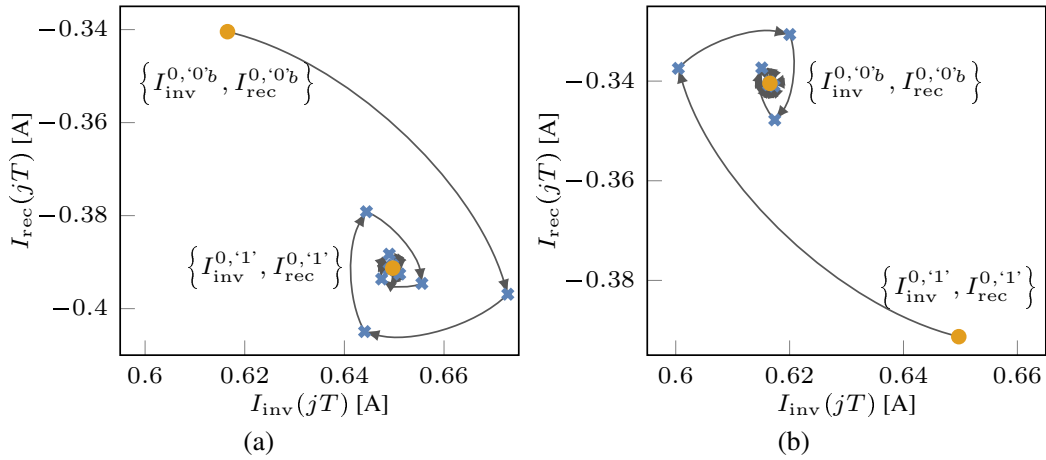 −0.34
−0.36
−0.38
−0.4
0.6 0.62 0.64 0.66
I_rec(jT) [A]
I_inv(jT) [A]
{I_inv^{0,‘0’b}, I_rec^{0,‘0’b}}
{I_inv^{0,‘1’}, I_rec^{0,‘1’}}
(a)
−0.34
−0.36
−0.38
0.6 0.62 0.64 0.66
I_rec(jT) [A]
I_inv(jT) [A]
{I_inv^{0,‘0’b}, I_rec^{0,‘0’b}}
{I_inv^{0,‘1’}, I_rec^{0,‘1’}}
(b)